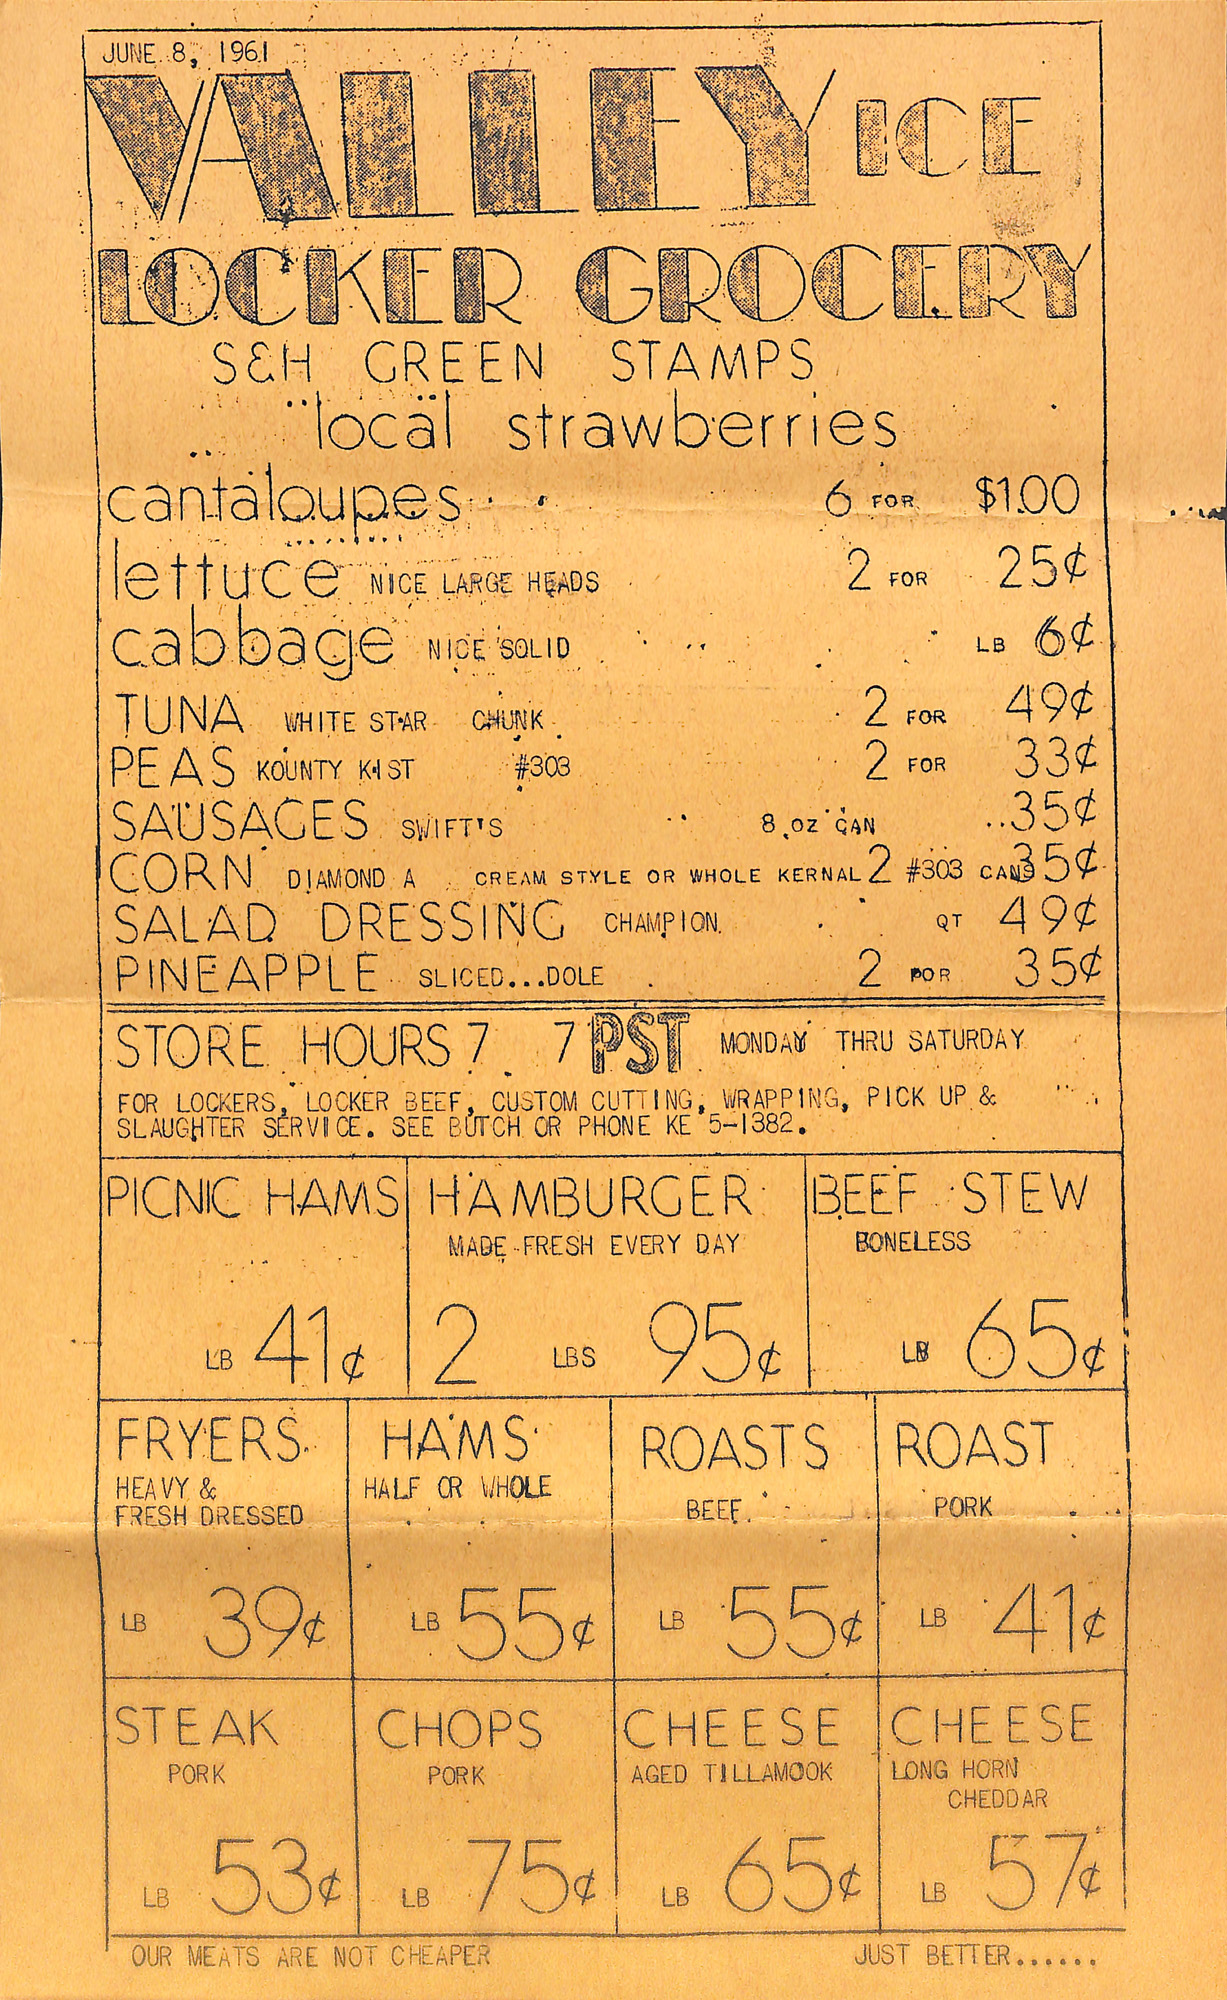 JUNE 8, 1961
VALLEY ICE
LOCKER GROCERY
S&H GREEN STAMPS
local strawberries
cantaloupes 6 FOR $1.00
lettuce NICE LARGE HEADS 2 FOR 25¢
cabbage NICE SOLID LB 6¢
TUNA WHITE STAR CHUNK 2 FOR 49¢
PEAS KOUNTY KIST #303 2 FOR 33¢
SAUSAGES SWIFT'S 8 OZ CAN 35¢
CORN DIAMOND A CREAM STYLE OR WHOLE KERNAL 2 #303 CANS 35¢
SALAD DRESSING CHAMPION QT 49¢
PINEAPPLE SLICED...DOLE 2 FOR 35¢
STORE HOURS 7 7 PST MONDAY THRU SATURDAY
FOR LOCKERS, LOCKER BEEF, CUSTOM CUTTING, WRAPPING, PICK UP &
SLAUGHTER SERVICE. SEE BUTCH OR PHONE KE 5-1382.
PICNIC HAMS
LB 41¢
HAMBURGER
MADE FRESH EVERY DAY
2 LBS 95¢
BEEF STEW
BONELESS
LB 65¢
FRYERS
HEAVY &
FRESH DRESSED
LB 39¢
HAMS
HALF OR WHOLE
LB 55¢
ROASTS
BEEF
LB 55¢
ROAST
PORK
LB 41¢
STEAK
PORK
LB 53¢
CHOPS
PORK
LB 75¢
CHEESE
AGED TILLAMOOK
LB 65¢
CHEESE
LONG HORN
CHEDDAR
LB 57¢
OUR MEATS ARE NOT CHEAPER JUST BETTER......